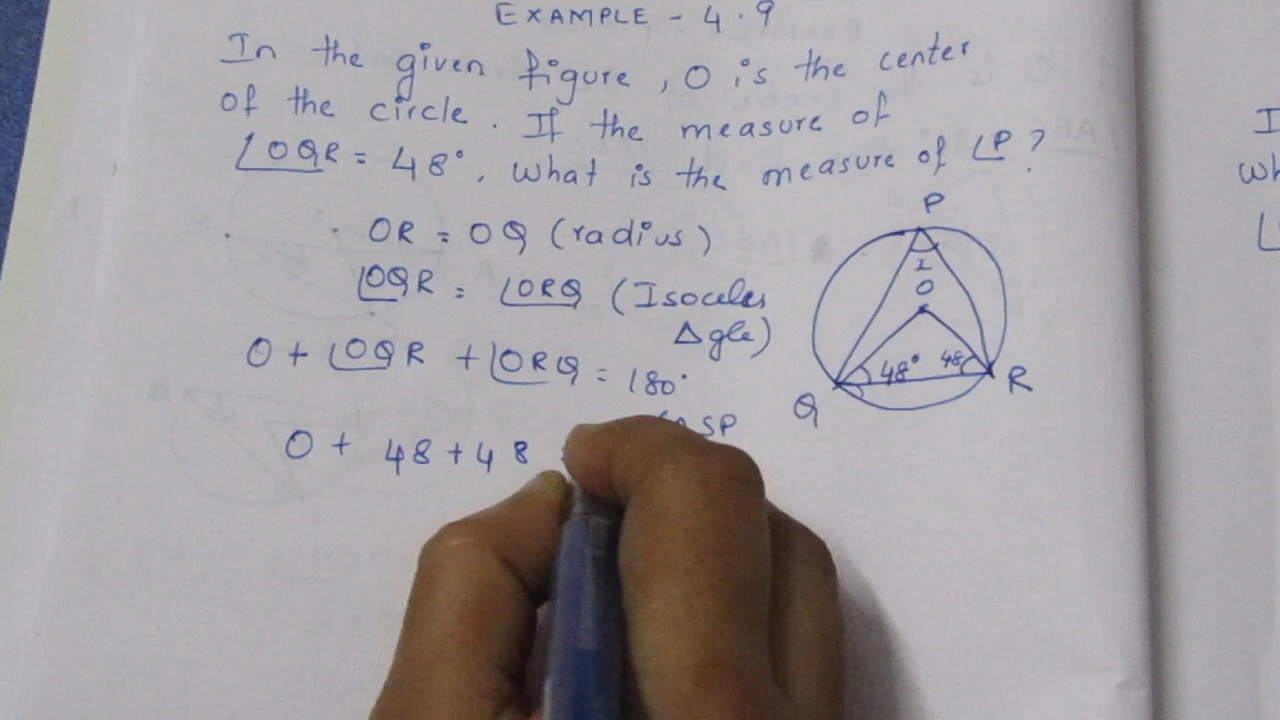 EXAMPLE - 4.9
In the given figure, O is the center
of the circle. If the measure of
∠OQR = 48°, what is the measure of ∠P?
OR = OQ (radius)
∠OQR = ∠ORQ (Isoceles
Δgle)
O + ∠OQR + ∠ORQ = 180°
ASP
O + 48 + 48
P
x
O
48° 48
Q
R
I
wh
∠